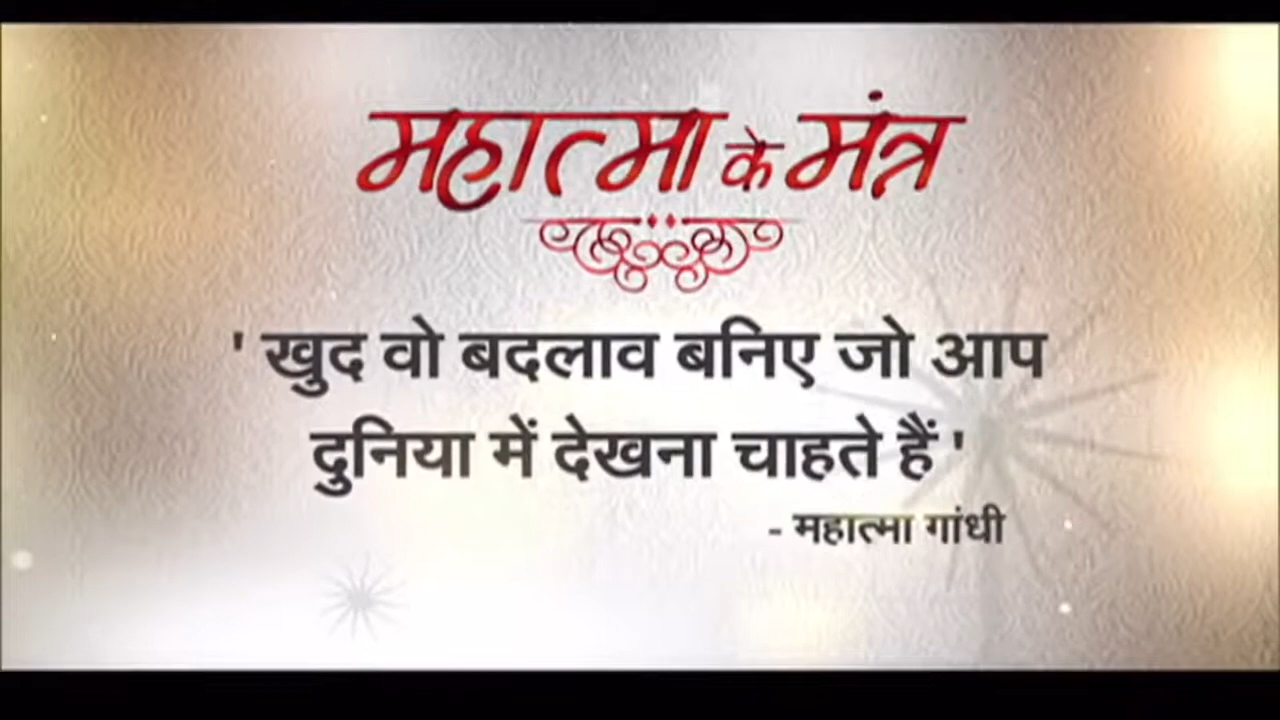 महात्मा के मंत्र
' खुद वो बदलाव बनिए जो आप
दुनिया में देखना चाहते हैं '
- महात्मा गांधी